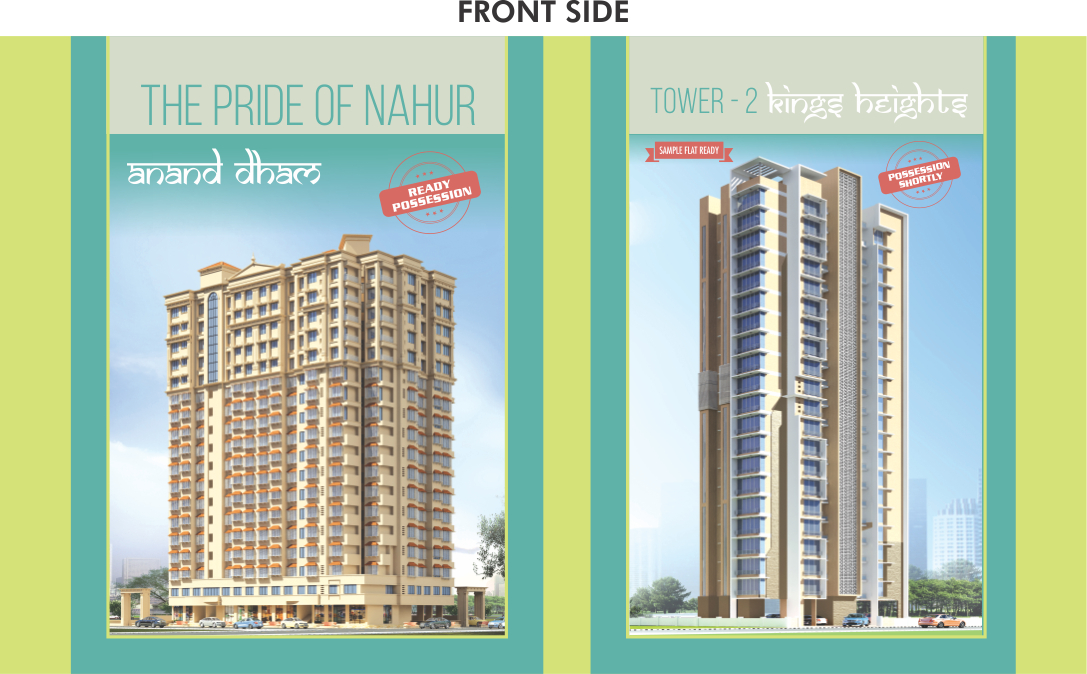 FRONT SIDE
THE PRIDE OF NAHUR
anand dham
READY
POSSESSION
TOWER - 2 kings heights
SAMPLE FLAT READY
POSSESSION
SHORTLY